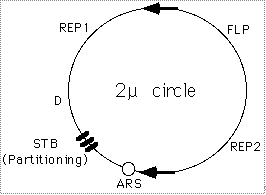 REP1
FLP
2μ circle
D
STB
(Partitioning)
REP2
ARS